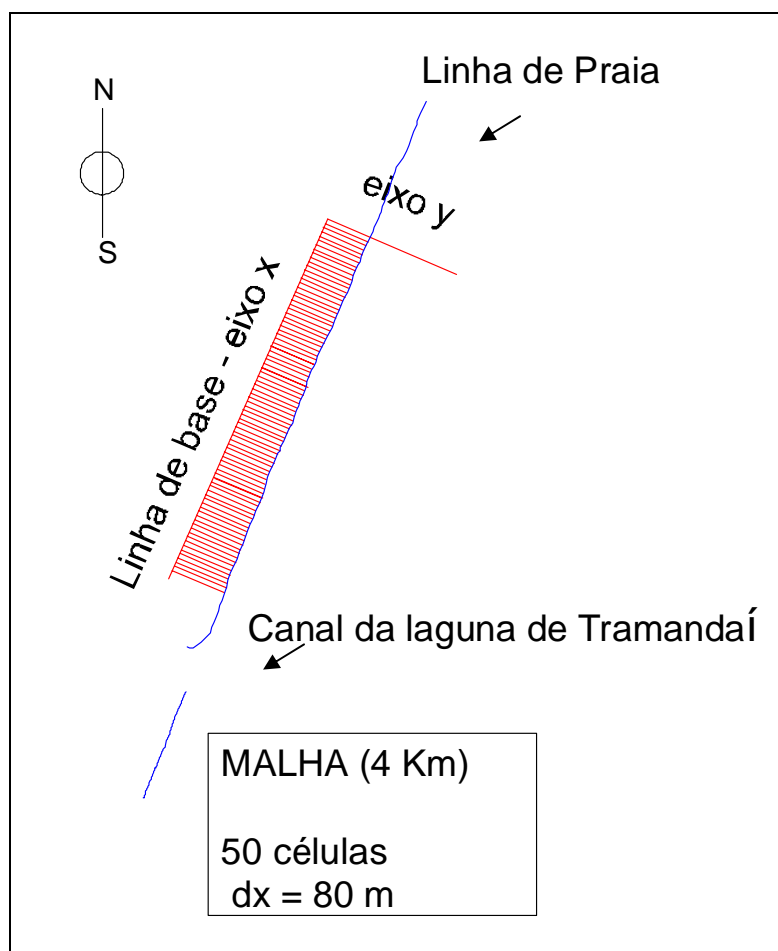 Linha de Praia
N
S
eixo y
Linha de base - eixo x
Canal da laguna de Tramandaí
MALHA (4 Km)
50 células
dx = 80 m